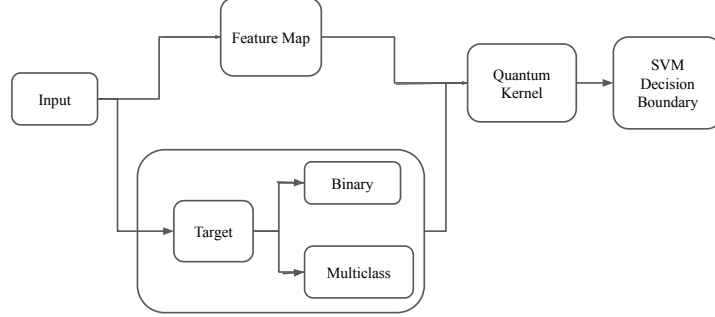 Input
Feature Map
Target
Binary
Multiclass
Quantum
Kernel
SVM
Decision
Boundary